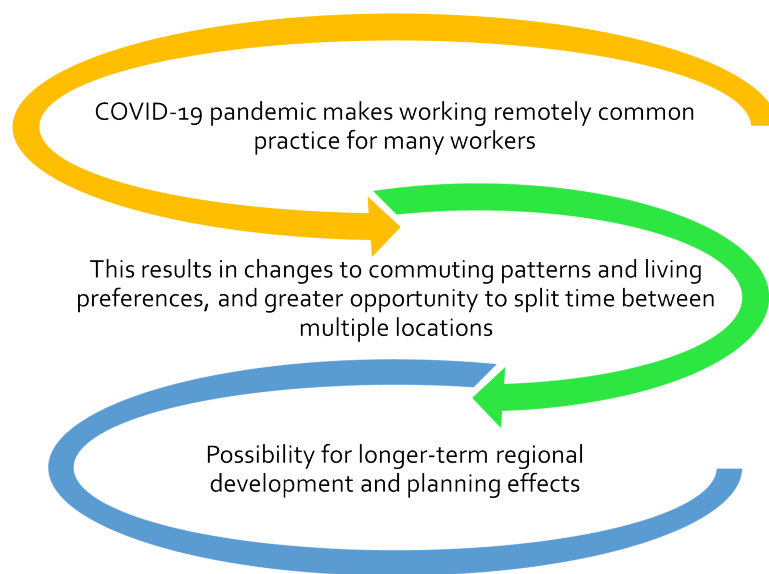 COVID-19 pandemic makes working remotely common
practice for many workers
This results in changes to commuting patterns and living
preferences, and greater opportunity to split time between
multiple locations
Possibility for longer-term regional
development and planning effects